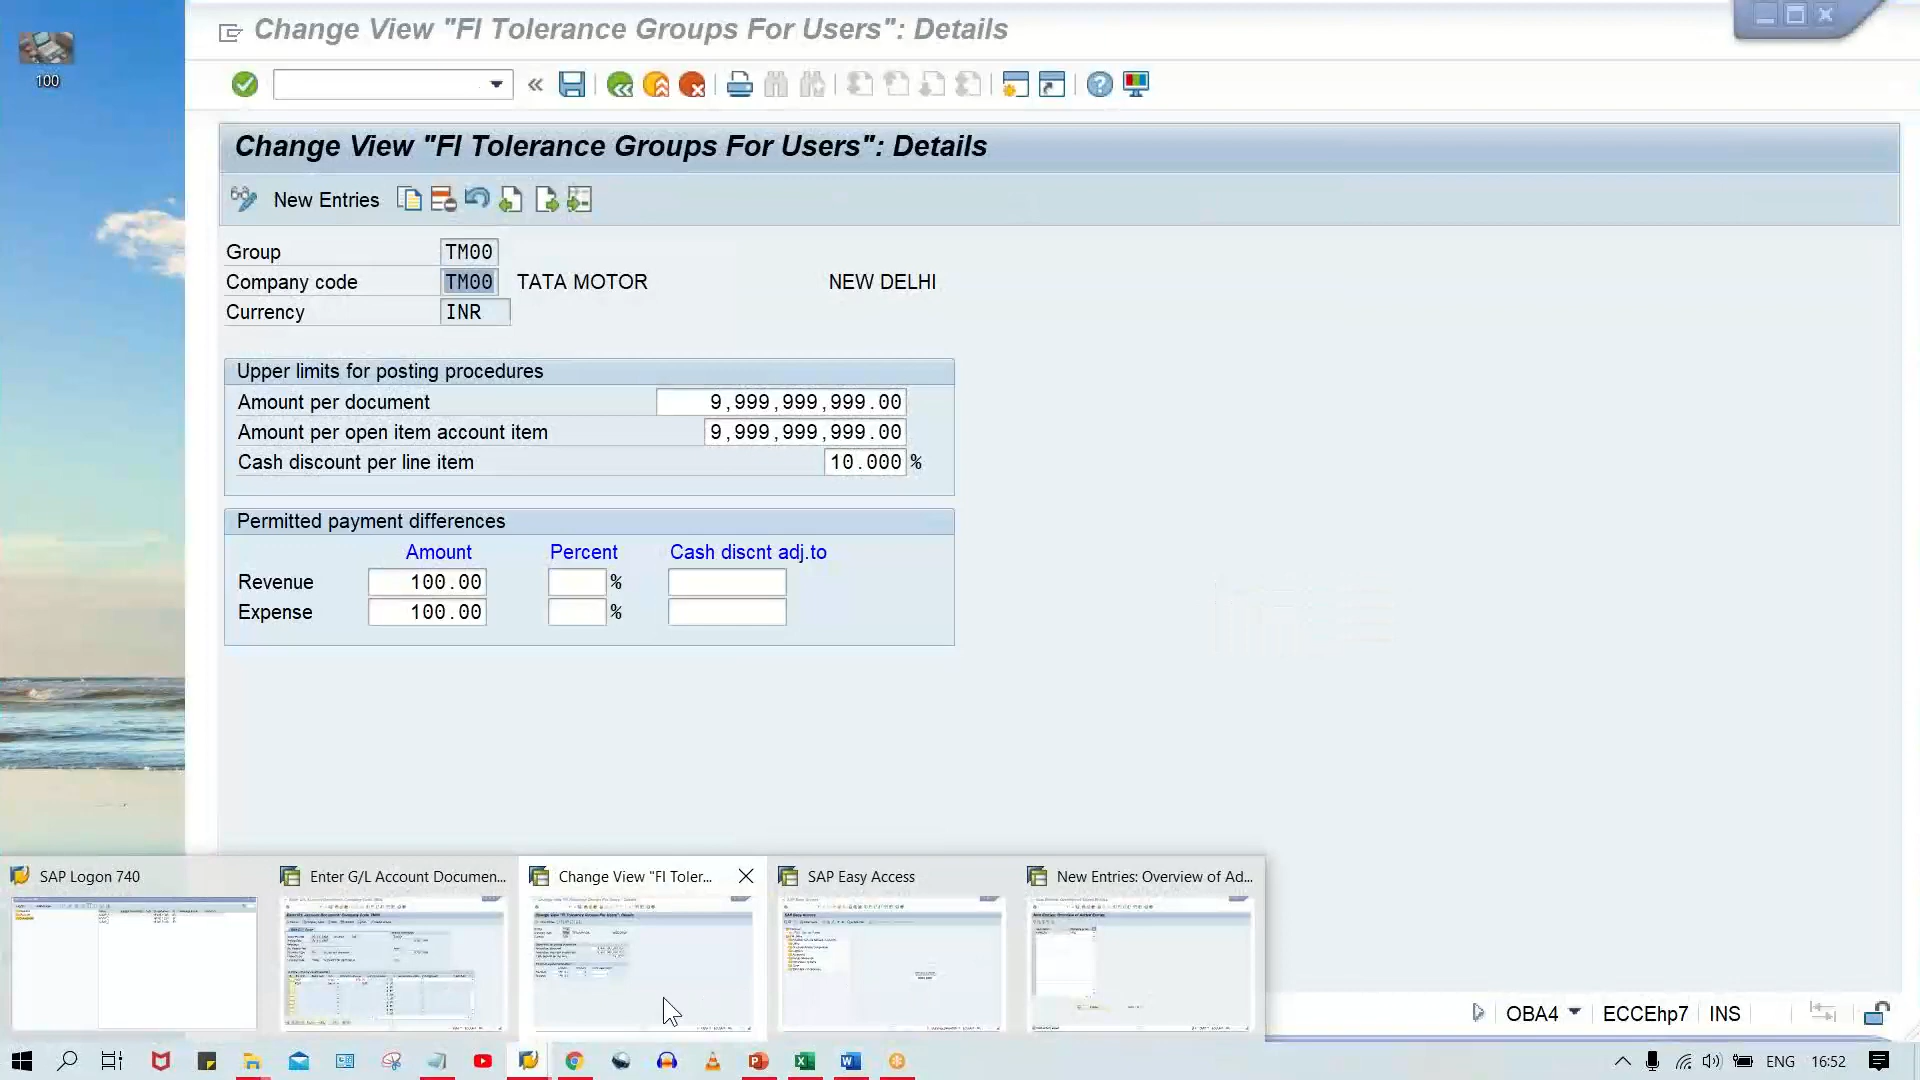 Change View "FI Tolerance Groups For Users": Details
100
Change View "FI Tolerance Groups For Users": Details
New Entries
Group TM00
Company code TM00 TATA MOTOR NEW DELHI
Currency INR
Upper limits for posting procedures
Amount per document 9,999,999,999.00
Amount per open item account item 9,999,999,999.00
Cash discount per line item 10.000 %
Permitted payment differences
Amount Percent Cash discnt adj.to
Revenue 100.00 %
Expense 100.00 %
SAP Logon 740
Enter G/L Account Documen...
Change View "FI Toler...
SAP Easy Access
New Entries: Overview of Ad...
OBA4 ECCEhp7 INS
ENG 16:52